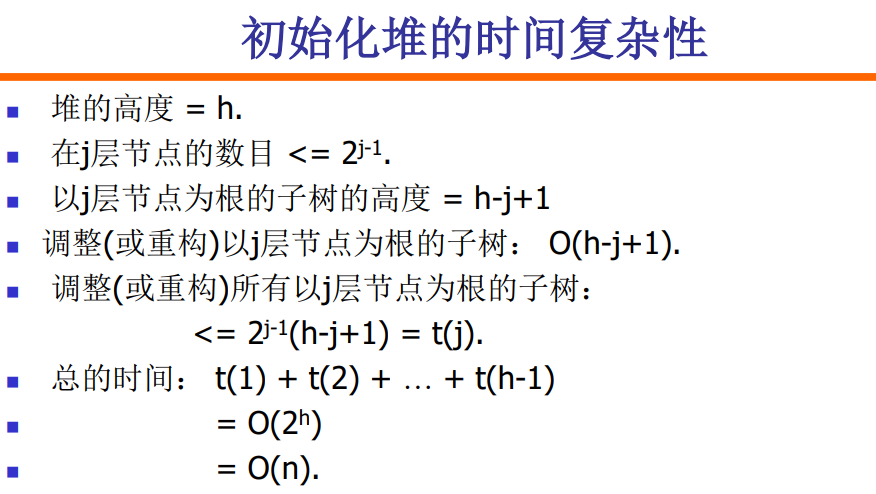 初始化堆的时间复杂性
堆的高度 = h.
在j层节点的数目 <= 2^j-1.
以j层节点为根的子树的高度 = h-j+1
调整(或重构)以j层节点为根的子树： O(h-j+1).
调整(或重构)所有以j层节点为根的子树：
<= 2^j-1(h-j+1) = t(j).
总的时间： t(1) + t(2) + … + t(h-1)
= O(2^h)
= O(n).